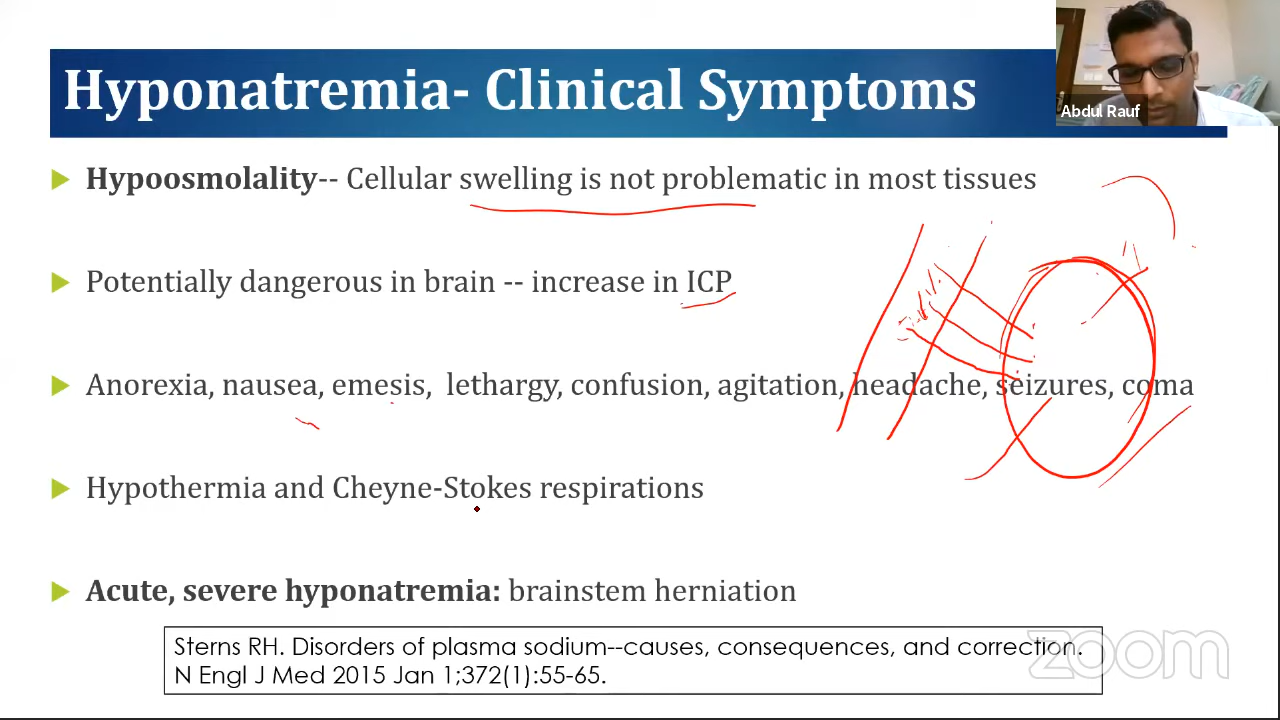 Hyponatremia- Clinical Symptoms
Abdul Rauf
Hypoosmolality-- Cellular swelling is not problematic in most tissues
Potentially dangerous in brain -- increase in ICP
Anorexia, nausea, emesis, lethargy, confusion, agitation, headache, seizures, coma
Hypothermia and Cheyne-Stokes respirations
Acute, severe hyponatremia: brainstem herniation
Sterns RH. Disorders of plasma sodium--causes, consequences, and correction.
N Engl J Med 2015 Jan 1;372(1):55-65.
zoom